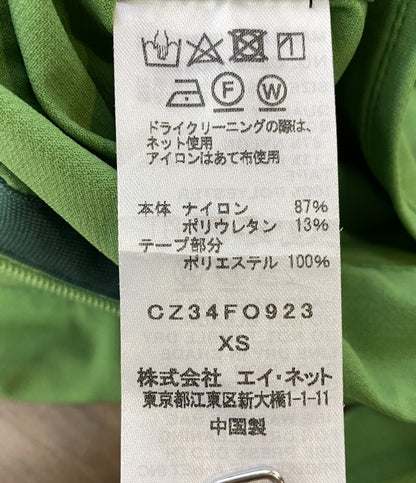 F W
ドライクリーニングの際は、
ネット使用
アイロンはあて布使用
本体 ナイロン 87%
ポリウレタン 13%
テープ部分
ポリエステル 100%
CZ34FO923
XS
株式会社 エイ・ネット
東京都江東区新大橋1-1-11
中国製